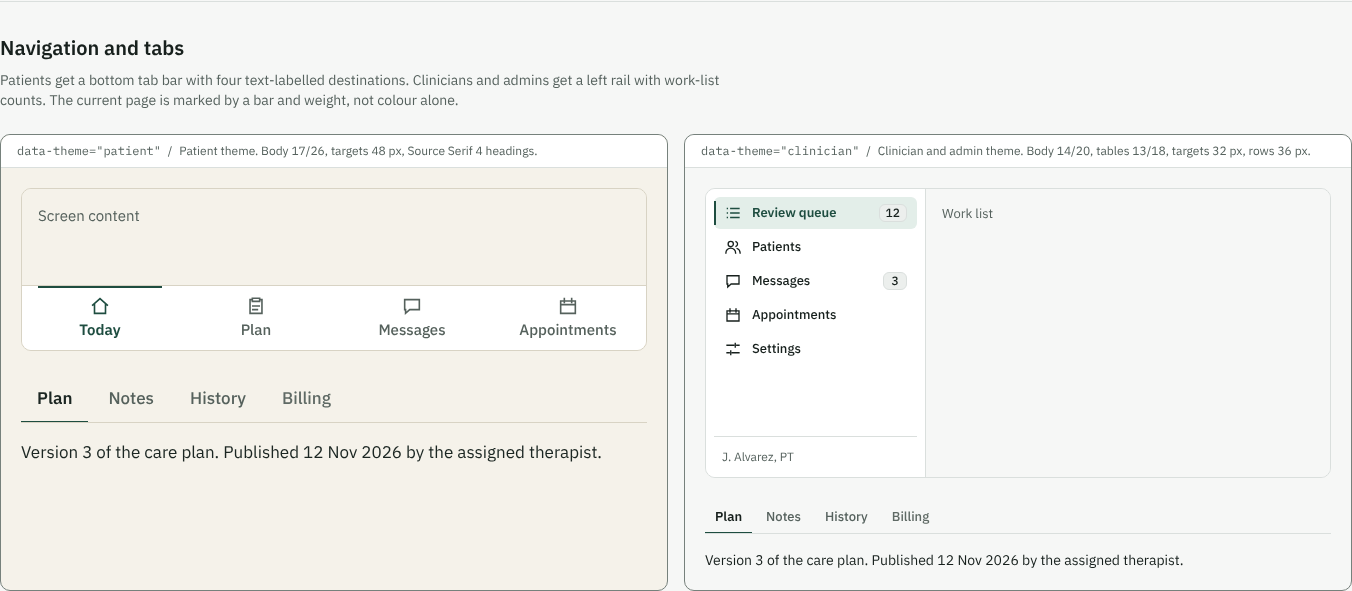 Navigation and tabs
Patients get a bottom tab bar with four text-labelled destinations. Clinicians and admins get a left rail with work-list
counts. The current page is marked by a bar and weight, not colour alone.
data-theme="patient" / Patient theme. Body 17/26, targets 48 px, Source Serif 4 headings.
Screen content
Today
Plan
Messages
Appointments
Plan
Notes
History
Billing
Version 3 of the care plan. Published 12 Nov 2026 by the assigned therapist.
data-theme="clinician" / Clinician and admin theme. Body 14/20, tables 13/18, targets 32 px, rows 36 px.
Review queue 12
Patients
Messages 3
Appointments
Settings
J. Alvarez, PT
Work list
Plan
Notes
History
Billing
Version 3 of the care plan. Published 12 Nov 2026 by the assigned therapist.